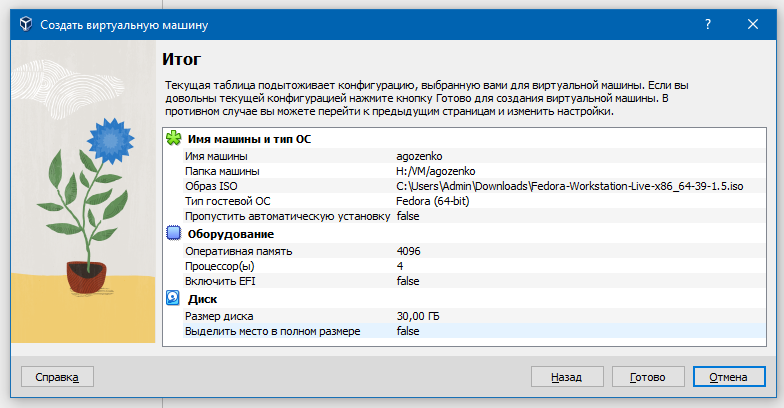 Создать виртуальную машину
Итог
Текущая таблица подытоживает конфигурацию, выбранную вами для виртуальной машины. Если вы
довольны текущей конфигурацией нажмите кнопку Готово для создания виртуальной машины. В
противном случае вы можете перейти к предыдущим страницам и изменить настройки.
Имя машины и тип ОС
Имя машины agozenko
Папка машины H:/VM/agozenko
Образ ISO C:\Users\Admin\Downloads\Fedora-Workstation-Live-x86_64-39-1.5.iso
Тип гостевой ОС Fedora (64-bit)
Пропустить автоматическую установку false
Оборудование
Оперативная память 4096
Процессор(ы) 4
Включить EFI false
Диск
Размер диска 30,00 ГБ
Выделить место в полном размере false
Справка Назад Готово Отмена